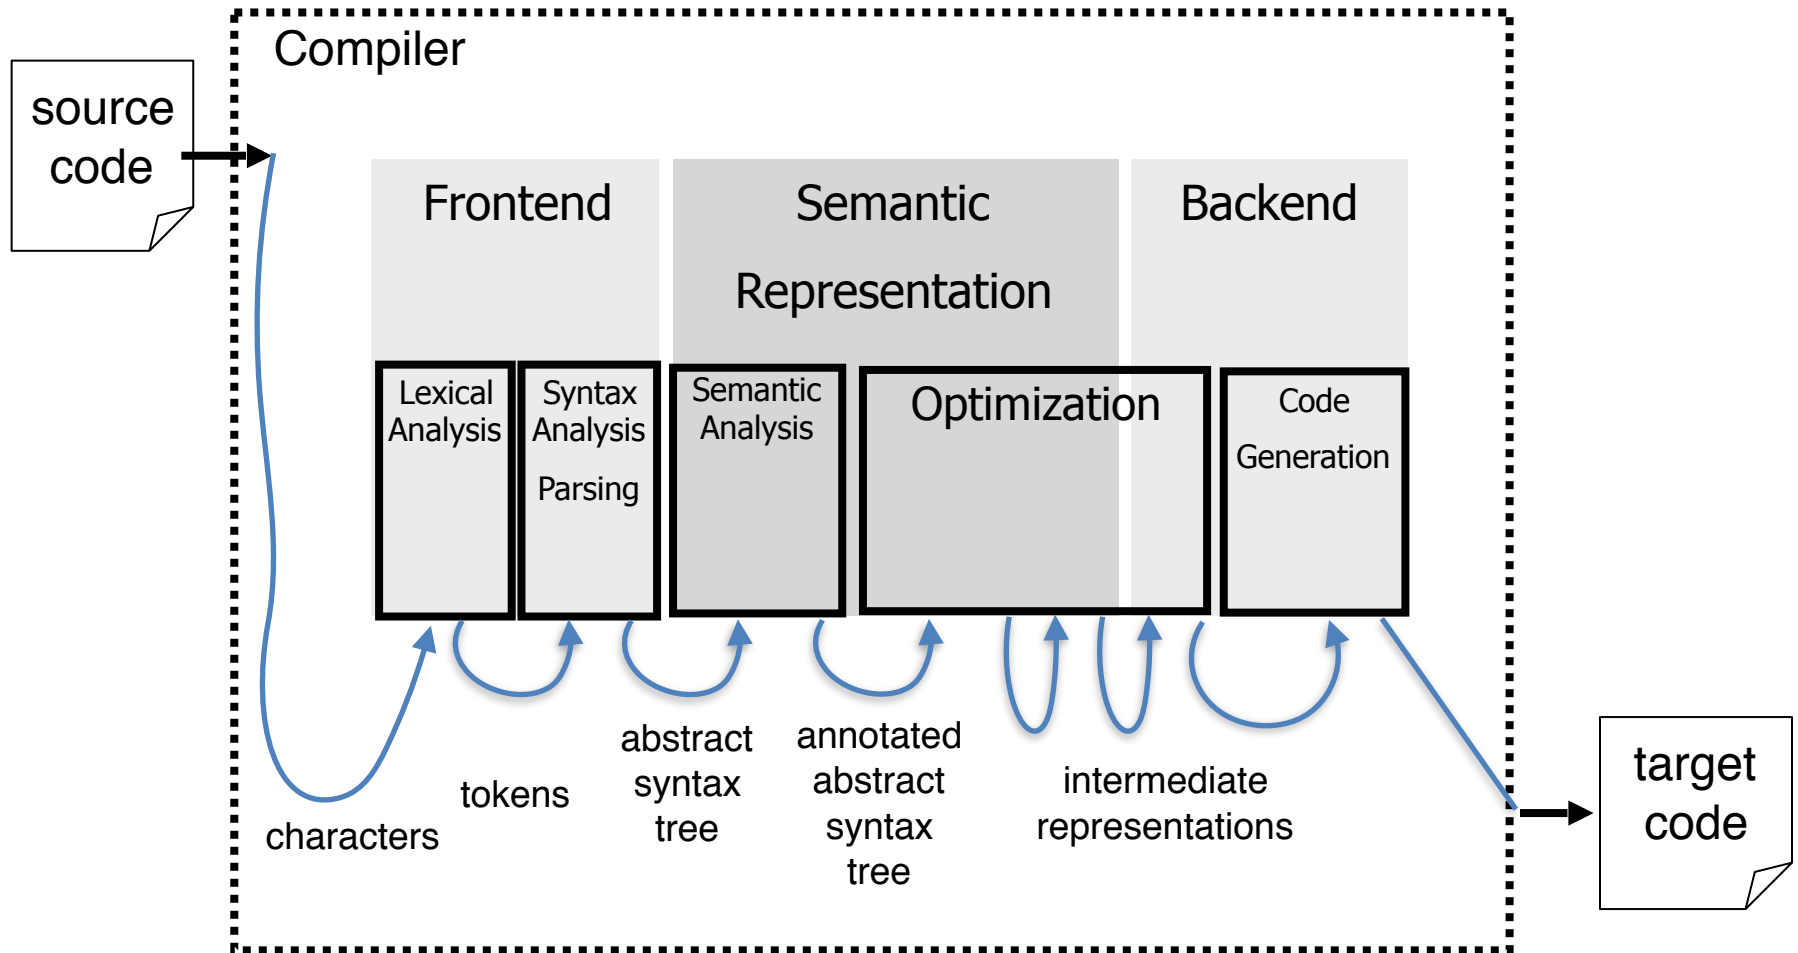 Compiler
source
code
Frontend
Semantic
Representation
Backend
Lexical
Analysis
Syntax
Analysis
Parsing
Semantic
Analysis
Optimization
Code
Generation
characters
tokens
abstract
syntax
tree
annotated
abstract
syntax
tree
intermediate
representations
target
code